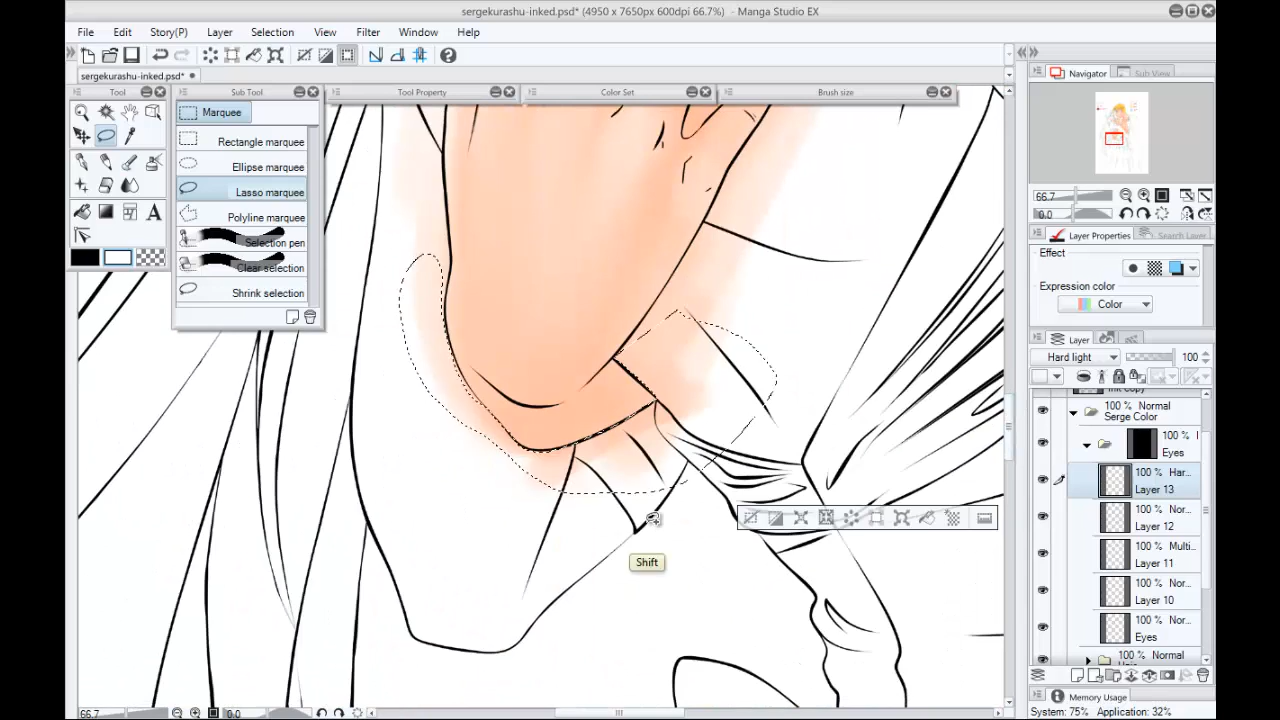 sergekurashu-inked.psd* (4950 x 7650px 600dpi 66.7%) - Manga Studio EX
File Edit Story(P) Layer Selection View Filter Window Help
sergekurashu-inked.psd*
Tool
Sub Tool
Tool Property
Color Set
Brush size
Navigator
Sub View
Marquee
Rectangle marquee
Ellipse marquee
Lasso marquee
Polyline marquee
Selection pen
Clear selection
Shrink selection
A
66.7
0.0
Layer Properties
Search Layer
Effect
Expression color
Color
Layer
Hard light
100
100 % Normal
Serge Color
100 %
Eyes
100 % Har...
Layer 13
100 % Nor...
Layer 12
100 % Multi...
Layer 11
100 % Nor...
Layer 10
100 % Nor...
Eyes
100 % Normal
Shift
Memory Usage
System: 75% Application: 32%
66.7
0.0